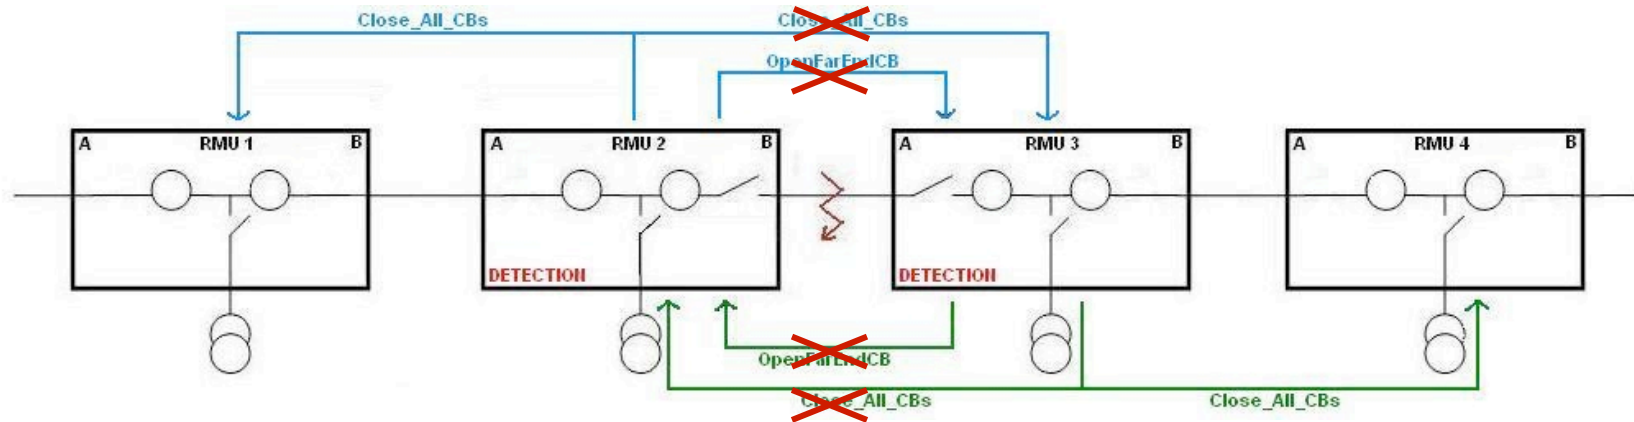 Close_All_CBs
Close_All_CBs
OpenFarEndCB
A RMU 1 B
A RMU 2 B
A RMU 3 B
A RMU 4 B
DETECTION
DETECTION
OpenFarEndCB
Close_All_CBs
Close_All_CBs